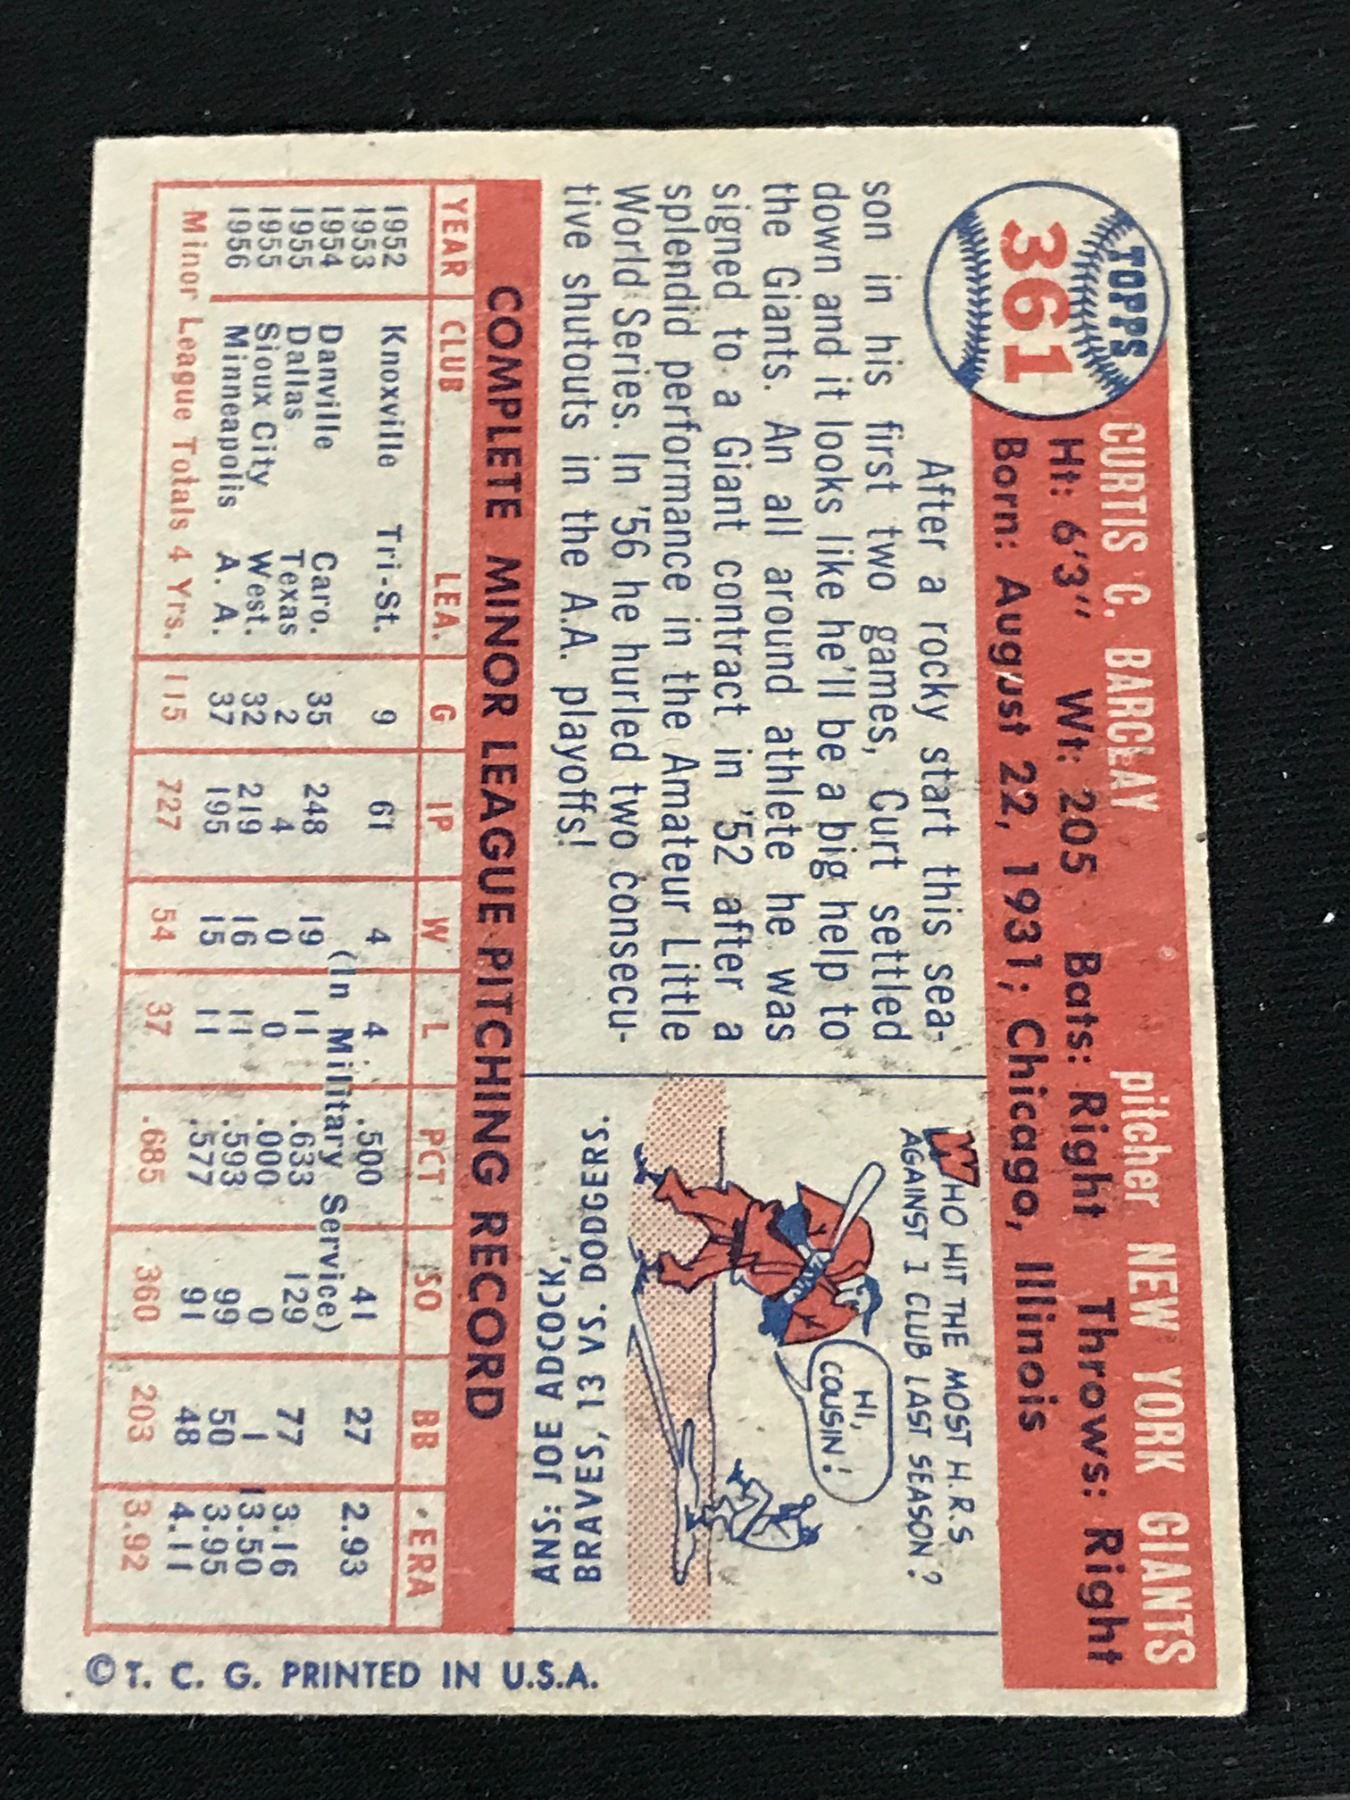 TOPPS
361
CURTIS C. BARCLAY pitcher NEW YORK GIANTS
Ht: 6'3" Wt: 205 Bats: Right Throws: Right
Born: August 22, 1931; Chicago, Illinois
After a rocky start this sea-
son in his first two games, Curt settled
down and it looks like he'll be a big help to
the Giants. An all around athlete he was
signed to a Giant contract in '52 after a
splendid performance in the Amateur Little
World Series. In '56 he hurled two consecu-
tive shutouts in the A.A. playoffs!
WHO HIT THE MOST H.R.S
AGAINST 1 CLUB LAST SEASON?
HI,
COUSIN!
ANS: JOE ADCOCK,
BRAVES, 13 VS. DODGERS.
COMPLETE MINOR LEAGUE PITCHING RECORD
YEAR CLUB LEA. G IP W L PCT SO BB ERA
1952 Knoxville Tri-St. 9 61 4 4 .500 41 27 2.93
1953 (In Military Service)
1954 Danville Caro. 35 248 19 11 .633 129 77 3.16
1955 Dallas Texas 2 4 0 0 .000 0 1 13.50
1955 Sioux City West. 32 219 16 11 .593 99 50 3.95
1956 Minneapolis A. A. 37 195 15 11 .577 91 48 4.11
Minor League Totals 4 Yrs. 115 727 54 37 .685 360 203 3.92
© T. C. G. PRINTED IN U.S.A.